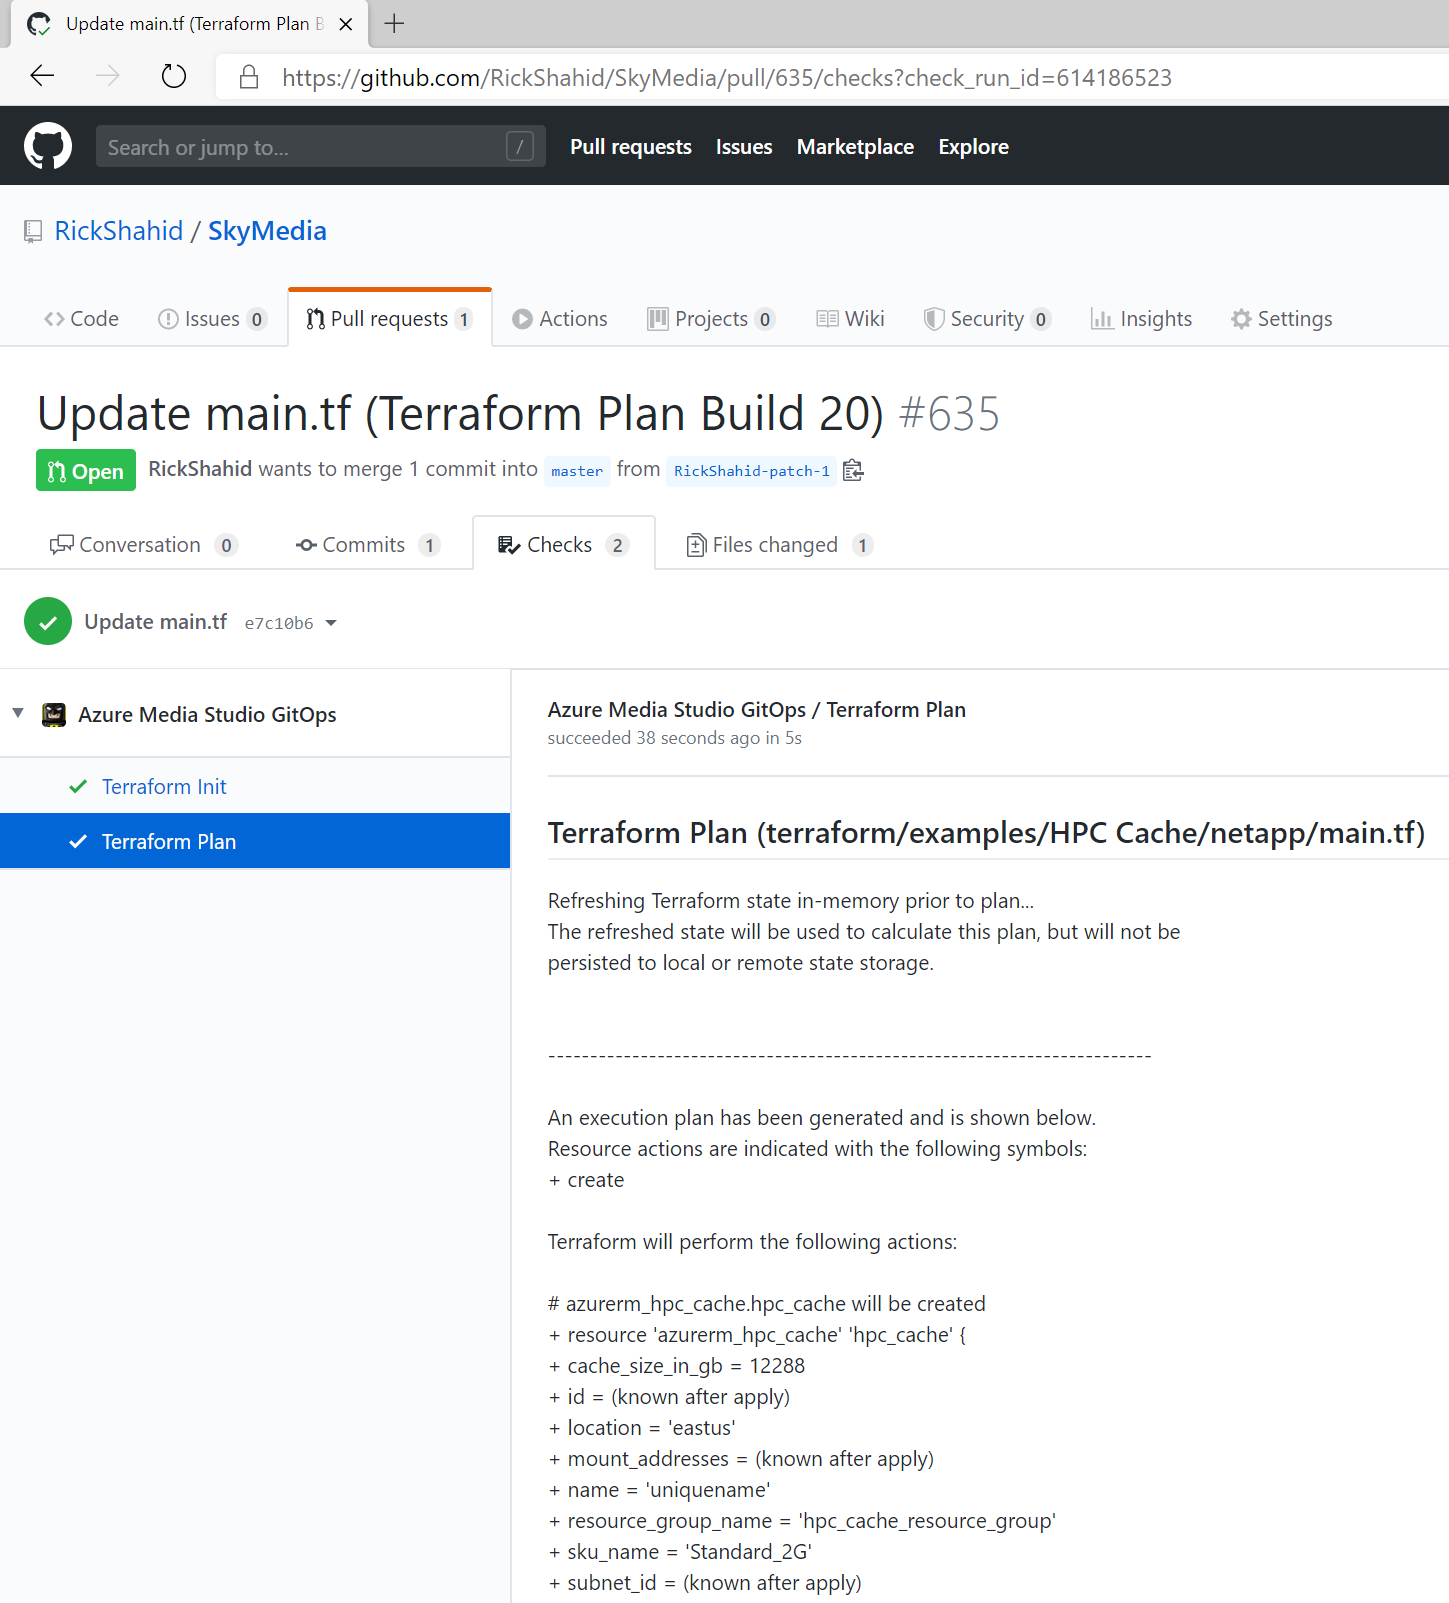 Update main.tf (Terraform Plan B
https://github.com/RickShahid/SkyMedia/pull/635/checks?check_run_id=614186523
Search or jump to... /
Pull requests Issues Marketplace Explore
RickShahid / SkyMedia
Code Issues 0 Pull requests 1 Actions Projects 0 Wiki Security 0 Insights Settings
Update main.tf (Terraform Plan Build 20) #635
Open RickShahid wants to merge 1 commit into master from RickShahid-patch-1
Conversation 0 Commits 1 Checks 2 Files changed 1
Update main.tf e7c10b6
Azure Media Studio GitOps
Terraform Init
Terraform Plan
Azure Media Studio GitOps / Terraform Plan
succeeded 38 seconds ago in 5s
Terraform Plan (terraform/examples/HPC Cache/netapp/main.tf)
Refreshing Terraform state in-memory prior to plan...
The refreshed state will be used to calculate this plan, but will not be
persisted to local or remote state storage.
------------------------------------------------------------------------
An execution plan has been generated and is shown below.
Resource actions are indicated with the following symbols:
+ create
Terraform will perform the following actions:
# azurerm_hpc_cache.hpc_cache will be created
+ resource 'azurerm_hpc_cache' 'hpc_cache' {
+ cache_size_in_gb = 12288
+ id = (known after apply)
+ location = 'eastus'
+ mount_addresses = (known after apply)
+ name = 'uniquename'
+ resource_group_name = 'hpc_cache_resource_group'
+ sku_name = 'Standard_2G'
+ subnet_id = (known after apply)